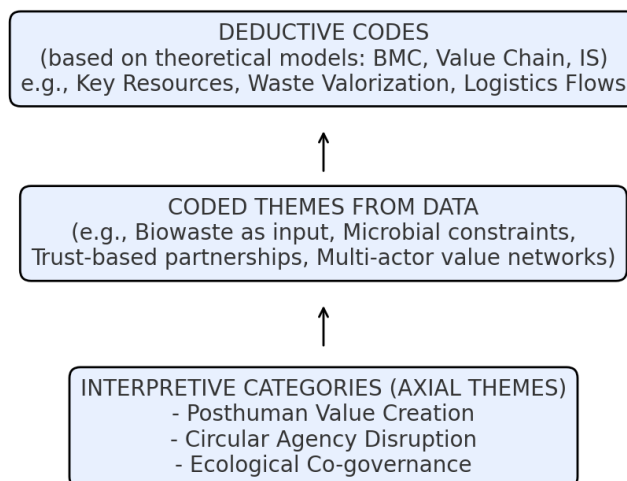 DEDUCTIVE CODES
(based on theoretical models: BMC, Value Chain, IS)
e.g., Key Resources, Waste Valorization, Logistics Flows
CODED THEMES FROM DATA
(e.g., Biowaste as input, Microbial constraints,
Trust-based partnerships, Multi-actor value networks)
INTERPRETIVE CATEGORIES (AXIAL THEMES)
- Posthuman Value Creation
- Circular Agency Disruption
- Ecological Co-governance